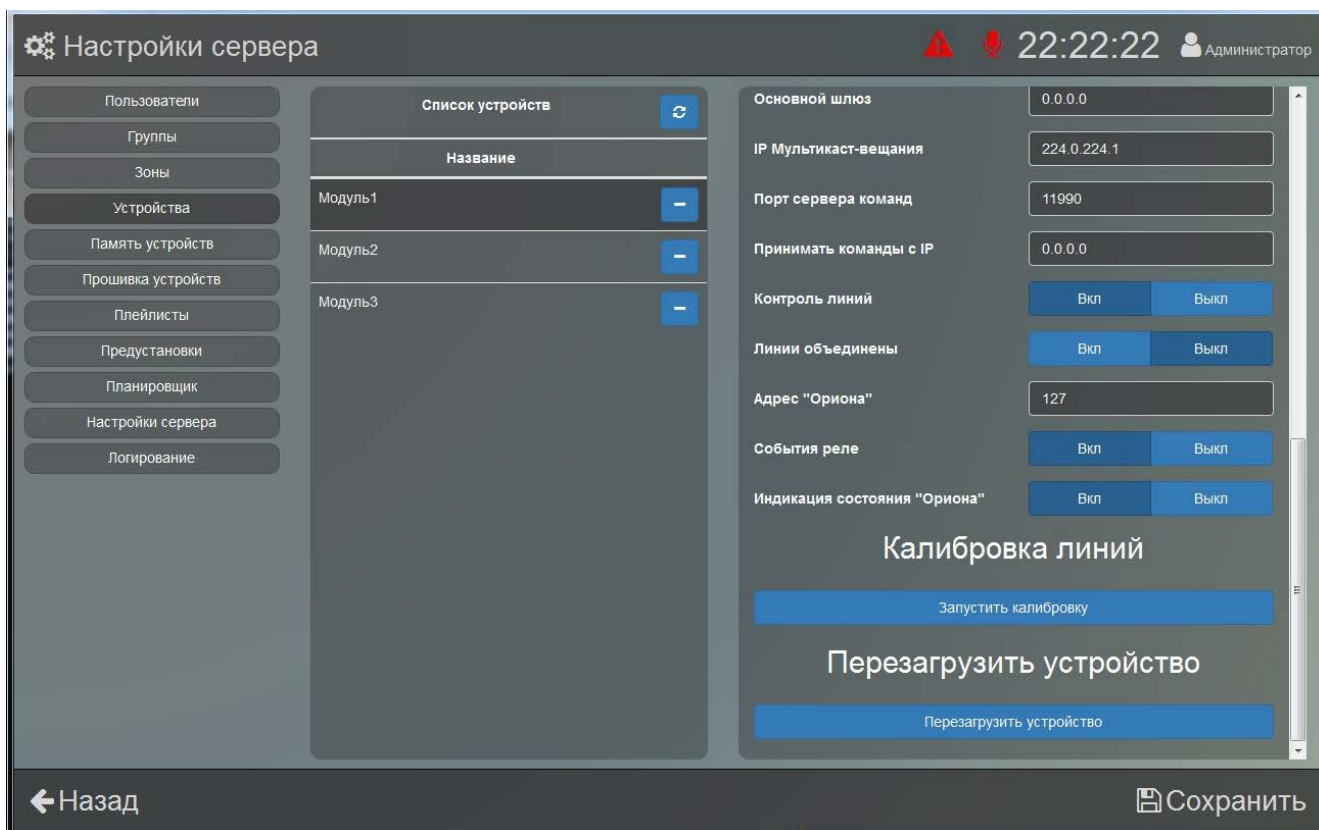 Настройки сервера
22:22:22
Администратор
Пользователи
Группы
Зоны
Устройства
Память устройств
Прошивка устройств
Плейлисты
Предустановки
Планировщик
Настройки сервера
Логирование
Список устройств
Название
Модуль1
Модуль2
Модуль3
Основной шлюз 0.0.0.0
IP Мультикаст-вещания 224.0.224.1
Порт сервера команд 11990
Принимать команды с IP 0.0.0.0
Контроль линий Вкл Выкл
Линии объединены Вкл Выкл
Адрес "Ориона" 127
События реле Вкл Выкл
Индикация состояния "Ориона" Вкл Выкл
Калибровка линий
Запустить калибровку
Перезагрузить устройство
Перезагрузить устройство
Назад
Сохранить